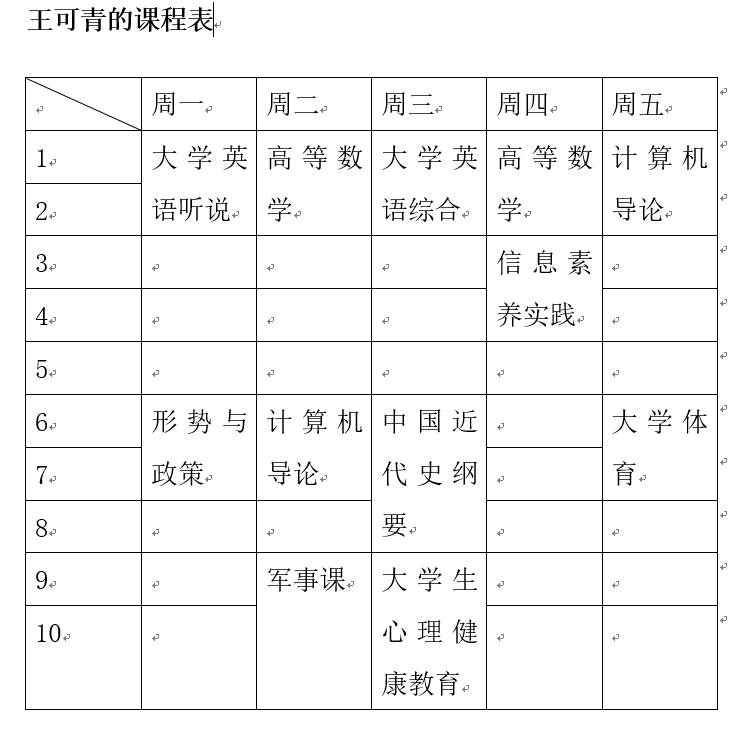 王可青的课程表
周一 周二 周三 周四 周五
1 大学英 高等数 大学英 高等数 计算机
2 语听说 学 语综合 学 导论
3 信息素
4 养实践
5
6 形势与 计算机 中国近 大学体
7 政策 导论 代史纲 育
8 要
9 军事课 大学生
10 心理健
康教育